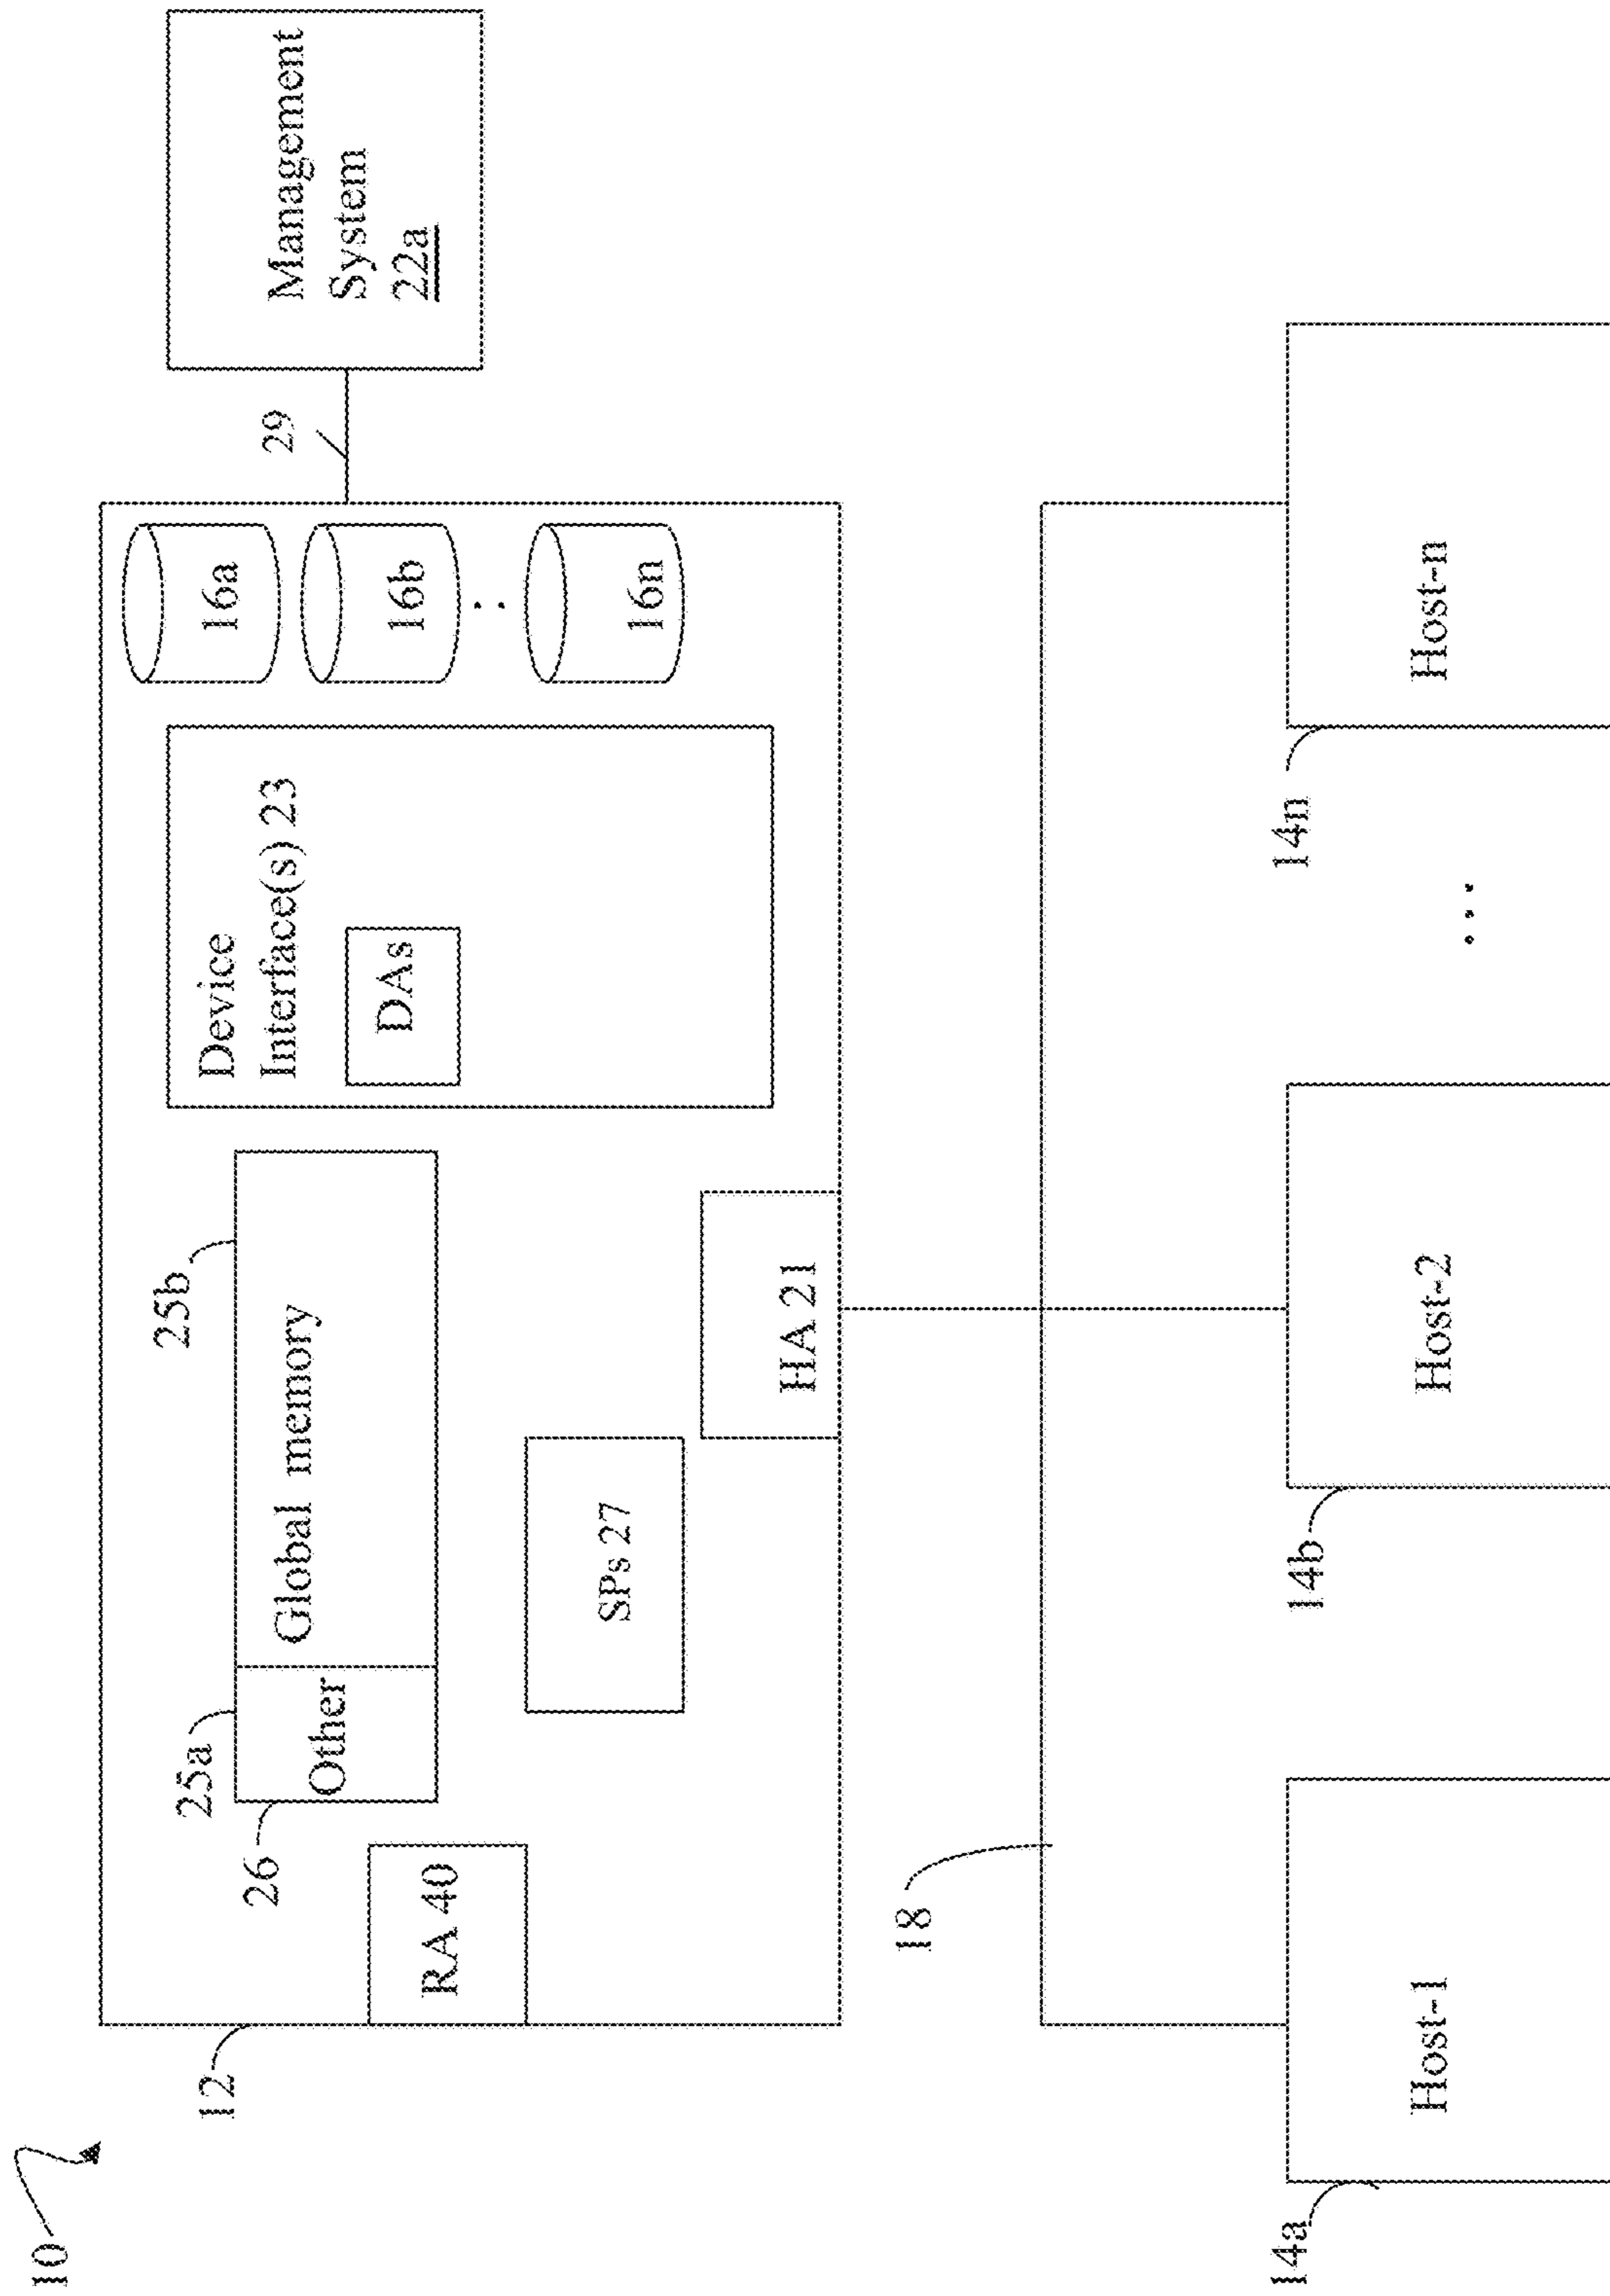 10
12
RA 40
26
25a
Other
Global memory
25b
SPs 27
HA 21
Device
Interface(s) 23
DAs
16a
16b
16n
29
Management
System
22a
18
14a
Host-1
14b
Host-2
14n
Host-n